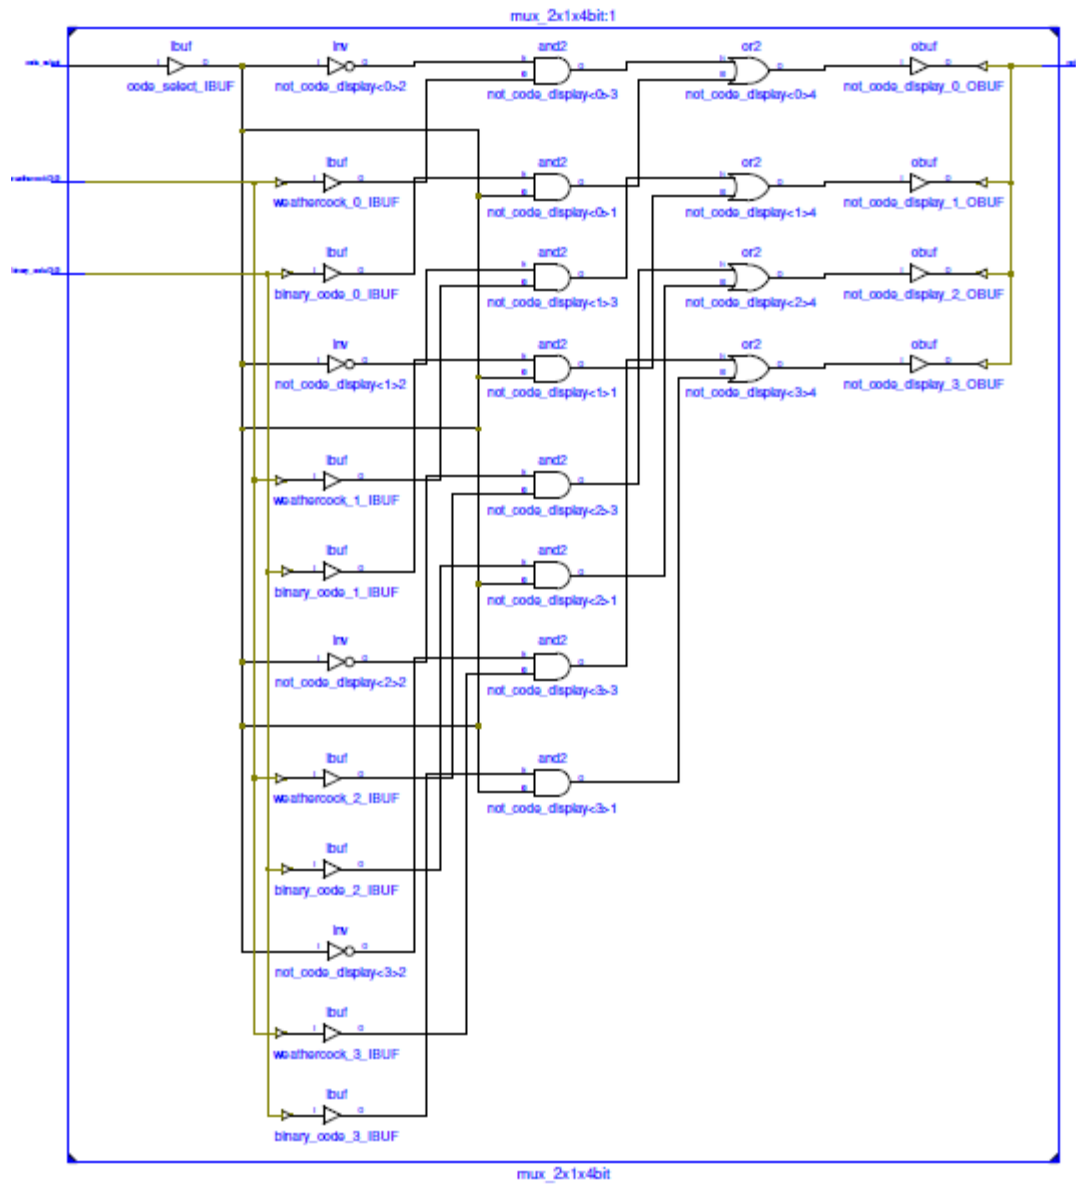 mux_2x1x4bit:1
Ibuf
Inv
and2
or2
obuf
code_select_IBUF
not_code_display<0>2
not_code_display<0>3
not_code_display<0>4
not_code_display_0_OBUF
Ibuf
and2
or2
obuf
weathercock_0_IBUF
not_code_display<0>1
not_code_display<1>4
not_code_display_1_OBUF
Ibuf
and2
or2
obuf
binary_code_0_IBUF
not_code_display<1>3
not_code_display<2>4
not_code_display_2_OBUF
Inv
and2
or2
obuf
not_code_display<1>2
not_code_display<1>1
not_code_display<3>4
not_code_display_3_OBUF
Ibuf
and2
weathercock_1_IBUF
not_code_display<2>3
Ibuf
and2
binary_code_1_IBUF
not_code_display<2>1
Inv
and2
not_code_display<2>2
not_code_display<3>3
Ibuf
and2
weathercock_2_IBUF
not_code_display<3>1
Ibuf
binary_code_2_IBUF
Inv
not_code_display<3>2
Ibuf
weathercock_3_IBUF
Ibuf
binary_code_3_IBUF
mux_2x1x4bit